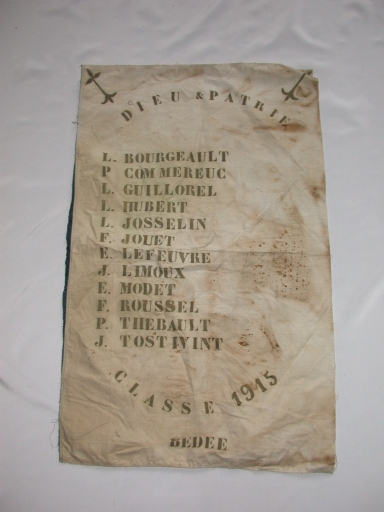 DIEU & PATRIE
L. BOURGEAULT
P COMMEREUC
L. GUILLOREL
L. HUBERT
L. JOSSELIN
F. JOUET
E. LEFEUVRE
J. LIMOUX
E. MODET
F. ROUSSEL
P. THEBAULT
J. TOSTIVINT
CLASSE 1915
BEDEE